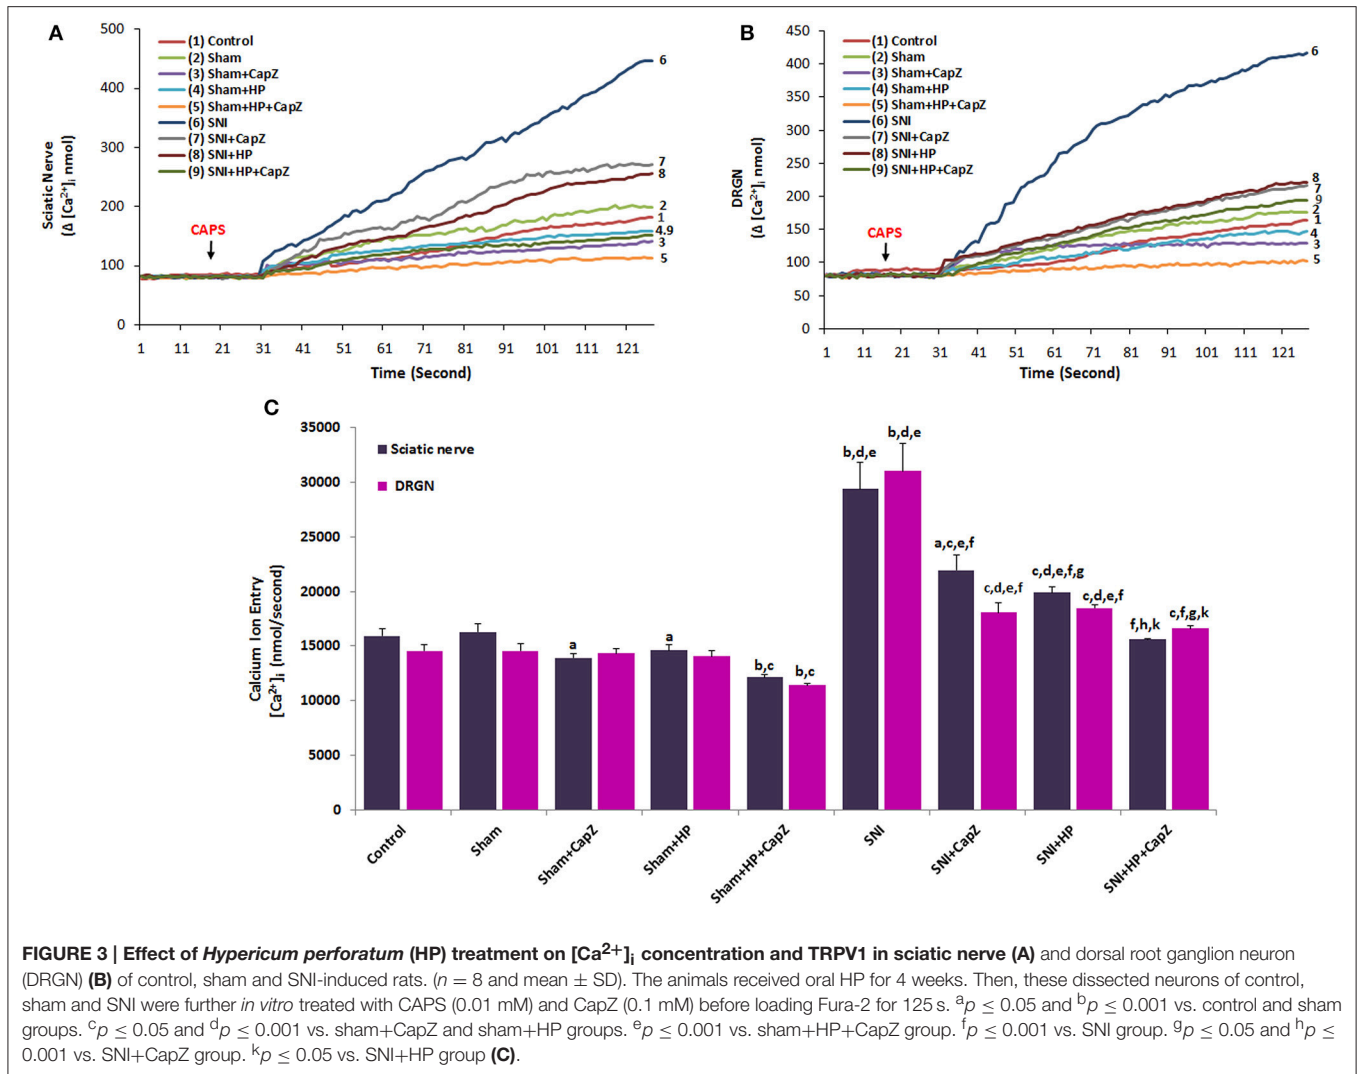 A
500
400
300
200
100
0
Sciatic Nerve
(Δ [Ca²⁺]ᵢ nmol)
(1) Control
(2) Sham
(3) Sham+CapZ
(4) Sham+HP
(5) Sham+HP+CapZ
(6) SNI
(7) SNI+CapZ
(8) SNI+HP
(9) SNI+HP+CapZ
CAPS
6
7
8
2
1
4.9
3
5
1 11 21 31 41 51 61 71 81 91 101 111 121
Time (Second)
B
450
400
350
300
250
200
150
100
50
0
DRGN
(Δ [Ca²⁺]ᵢ nmol)
(1) Control
(2) Sham
(3) Sham+CapZ
(4) Sham+HP
(5) Sham+HP+CapZ
(6) SNI
(7) SNI+CapZ
(8) SNI+HP
(9) SNI+HP+CapZ
CAPS
6
8
7
9
2
1
4
3
5
1 11 21 31 41 51 61 71 81 91 101 111 121
Time (Second)
C
35000
30000
25000
20000
15000
10000
5000
0
Calcium Ion Entry
[Ca²⁺]ᵢ (nmol/second)
Sciatic nerve
DRGN
a
a
b,c
b,c
b,d,e
b,d,e
a,c,e,f
c,d,e,f
c,d,e,f,g
c,d,e,f
f,h,k
c,f,g,k
Control
Sham
Sham+CapZ
Sham+HP
Sham+HP+CapZ
SNI
SNI+CapZ
SNI+HP
SNI+HP+CapZ
FIGURE 3 | Effect of Hypericum perforatum (HP) treatment on [Ca²⁺]ᵢ concentration and TRPV1 in sciatic nerve (A) and dorsal root ganglion neuron
(DRGN) (B) of control, sham and SNI-induced rats. (n = 8 and mean ± SD). The animals received oral HP for 4 weeks. Then, these dissected neurons of control,
sham and SNI were further in vitro treated with CAPS (0.01 mM) and CapZ (0.1 mM) before loading Fura-2 for 125 s. ᵃp ≤ 0.05 and ᵇp ≤ 0.001 vs. control and sham
groups. ᶜp ≤ 0.05 and ᵈp ≤ 0.001 vs. sham+CapZ and sham+HP groups. ᵉp ≤ 0.001 vs. sham+HP+CapZ group. ᶠp ≤ 0.001 vs. SNI group. ᵍp ≤ 0.05 and ʰp ≤
0.001 vs. SNI+CapZ group. ᵏp ≤ 0.05 vs. SNI+HP group (C).